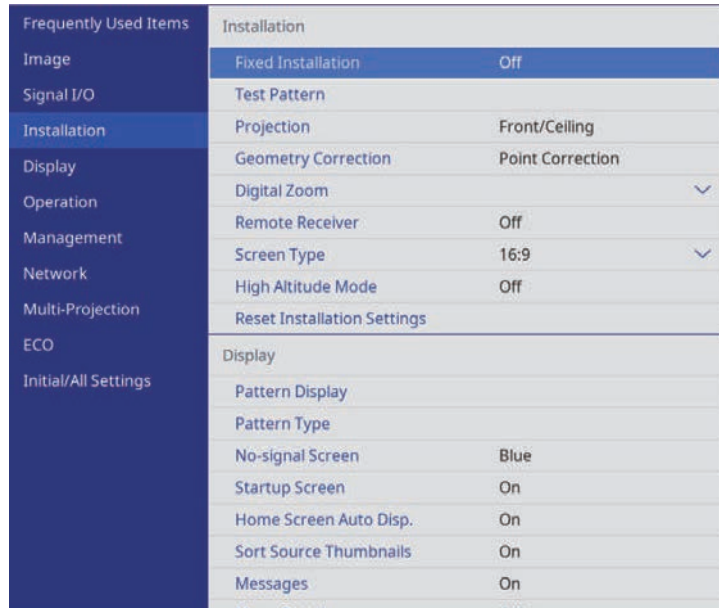 Frequently Used Items
Image
Signal I/O
Installation
Display
Operation
Management
Network
Multi-Projection
ECO
Initial/All Settings
Installation
Fixed Installation Off
Test Pattern
Projection Front/Ceiling
Geometry Correction Point Correction
Digital Zoom
Remote Receiver Off
Screen Type 16:9
High Altitude Mode Off
Reset Installation Settings
Display
Pattern Display
Pattern Type
No-signal Screen Blue
Startup Screen On
Home Screen Auto Disp. On
Sort Source Thumbnails On
Messages On